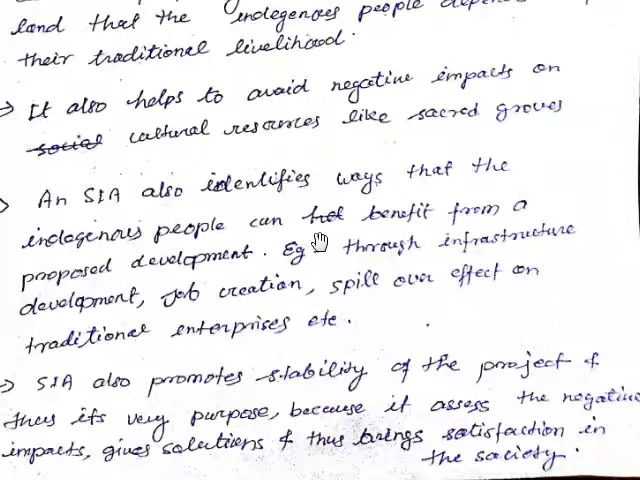 land that the indegenous people
their traditional livelihood.
→ It also helps to avoid negative impacts on
social cultural resources like sacred groves
→ An SIA also identifies ways that the
indegenous people can benefit from a
proposed development. Eg through infrastructure
development, Job creation, spill over effect on
traditional enterprises etc.
→ SIA also promotes stability of the project &
thus its very purpose, because it assess the negative
impacts, gives solutions & thus brings satisfaction in
the society.